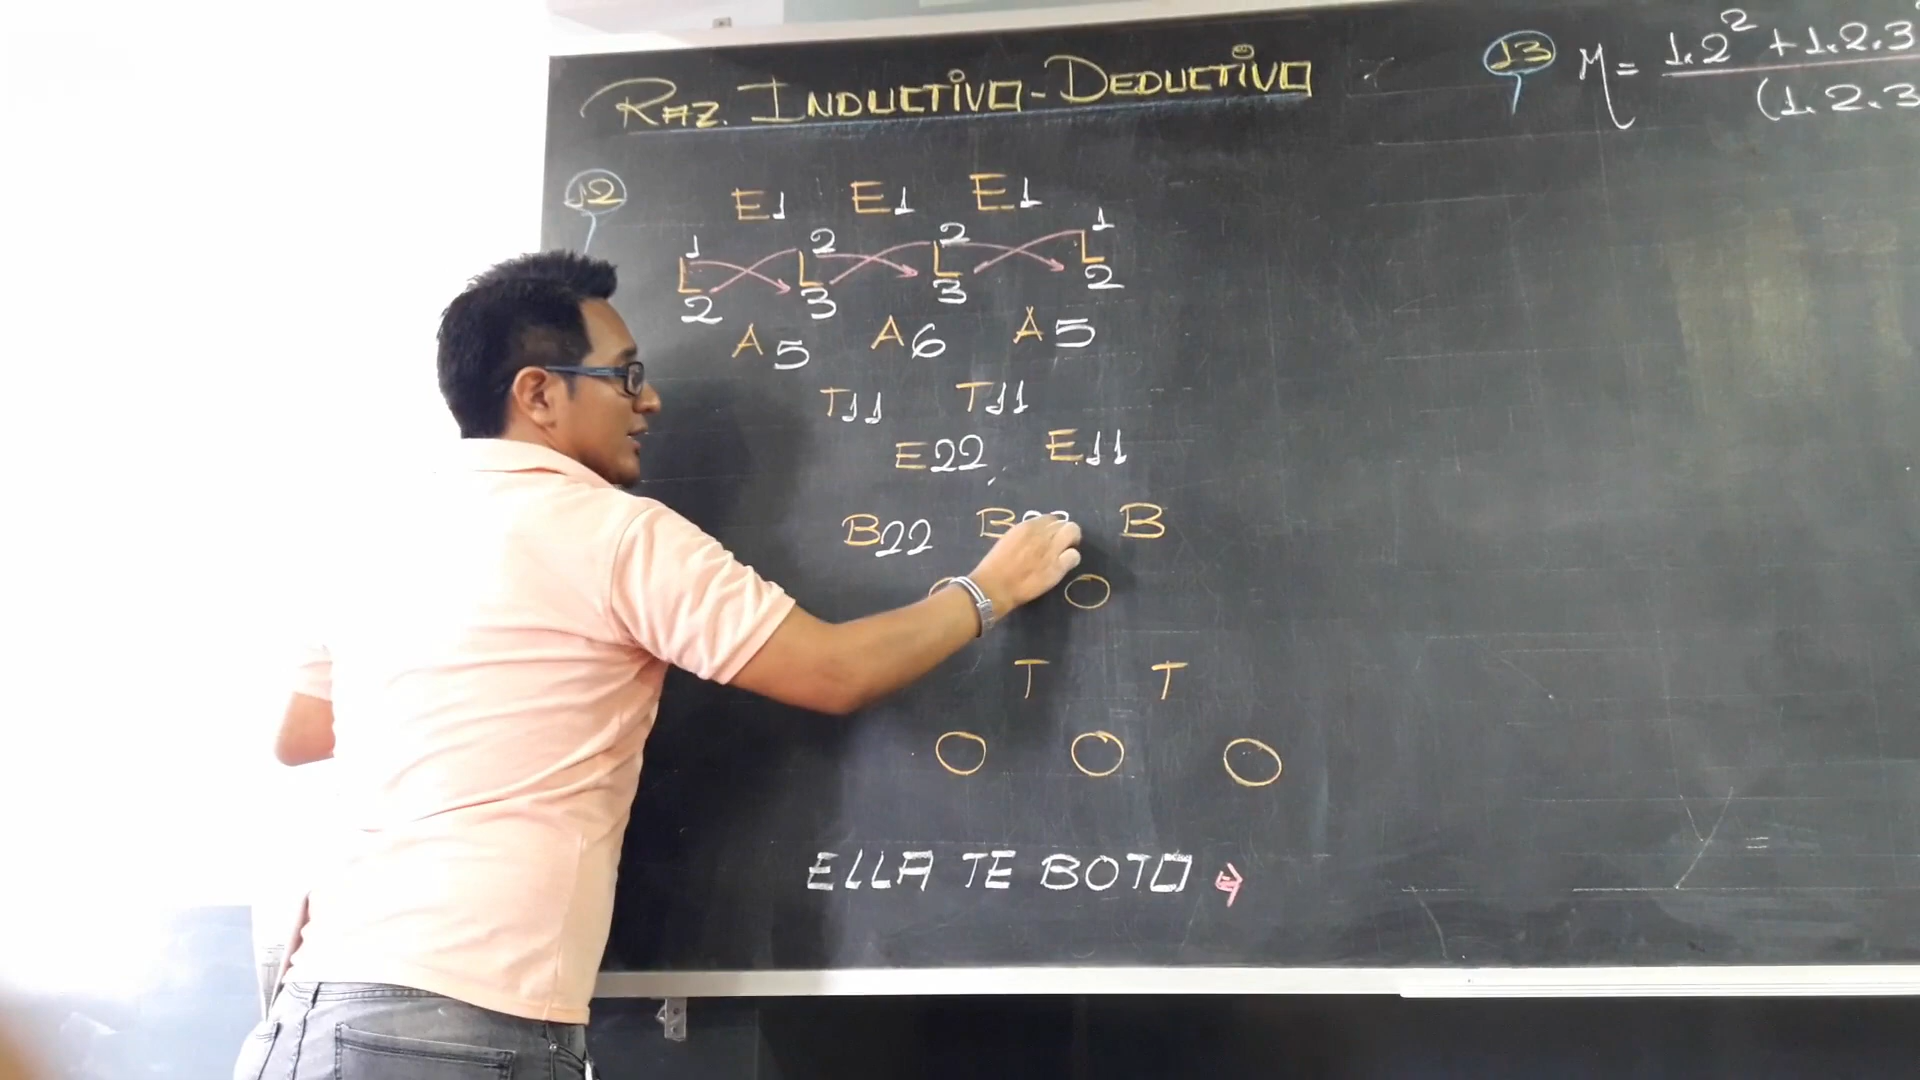 RAZ. INDUCTIVO - DEDUCTIVO
13 M = 1.2² + 1.2.3
(1.2.3
12
E1 E1 E1
1 2 2 1
L L L L
2 3 3 2
A5 A6 A5
T11 T11
E22 E11
B22 B B
O
T T
O O O
ELLA TE BOTO ⇒